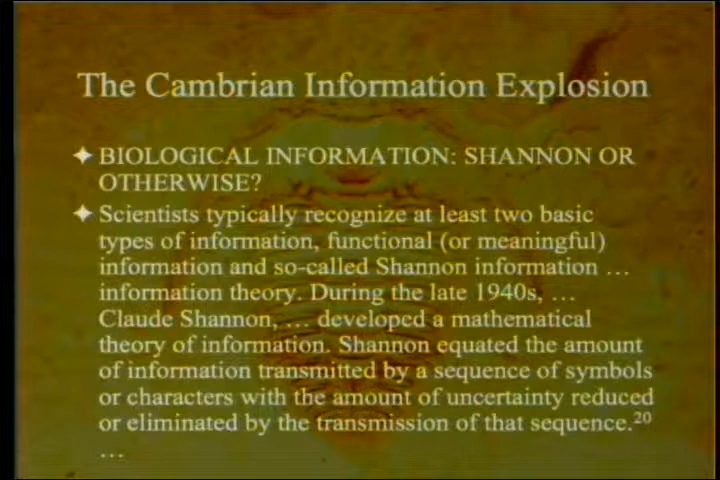 The Cambrian Information Explosion
BIOLOGICAL INFORMATION: SHANNON OR
OTHERWISE?
Scientists typically recognize at least two basic
types of information, functional (or meaningful)
information and so-called Shannon information …
information theory. During the late 1940s, …
Claude Shannon, … developed a mathematical
theory of information. Shannon equated the amount
of information transmitted by a sequence of symbols
or characters with the amount of uncertainty reduced
or eliminated by the transmission of that sequence.20
…